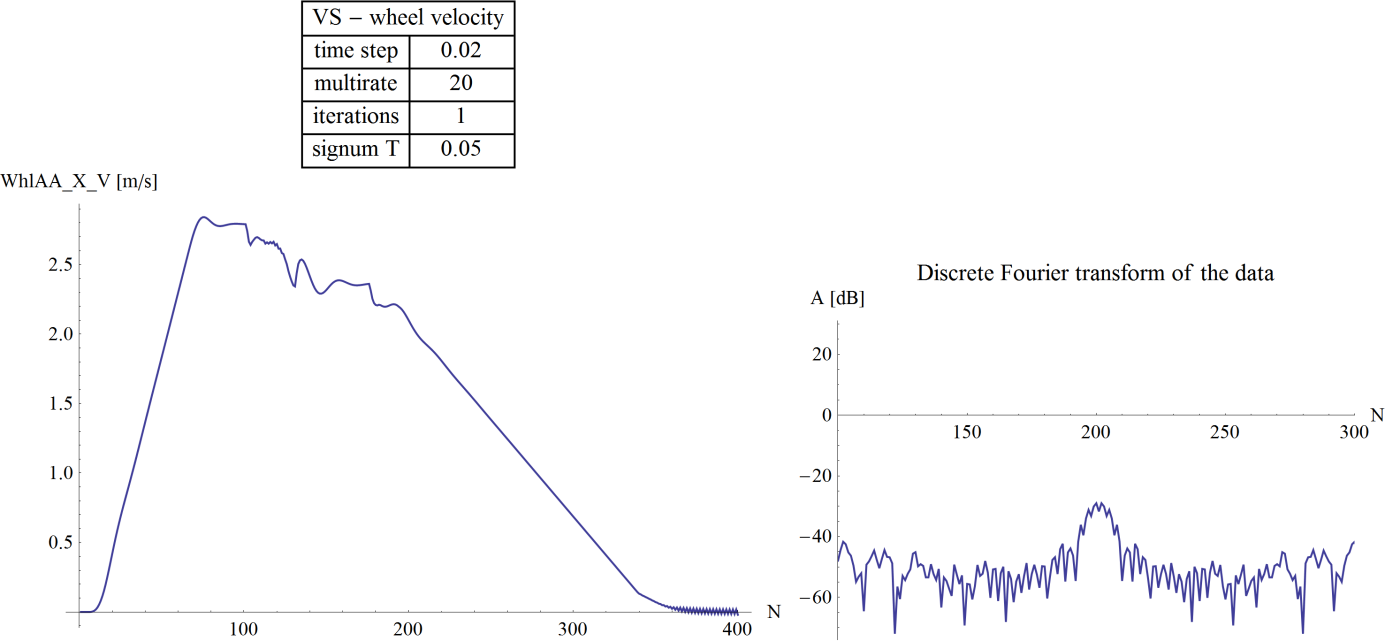 VS – wheel velocity
time step 0.02
multirate 20
iterations 1
signum T 0.05
WhlAA_X_V [m/s]
2.5
2.0
1.5
1.0
0.5
100 200 300 400 N
Discrete Fourier transform of the data
A [dB]
20
0 N
150 200 250 300
−20
−40
−60